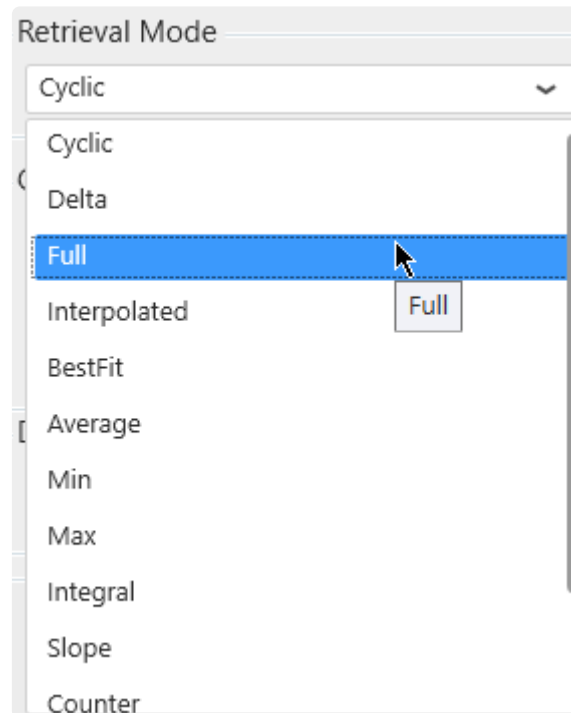 Retrieval Mode
Cyclic
Cyclic
Delta
Full
Full
Interpolated
BestFit
Average
Min
Max
Integral
Slope
Counter